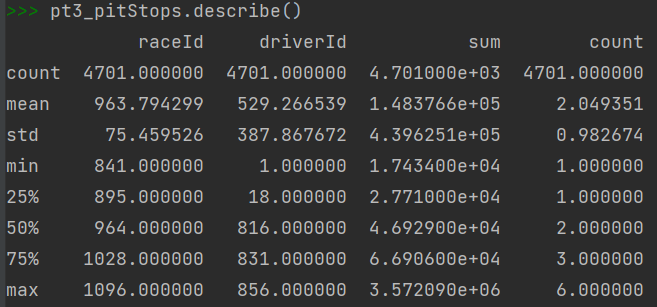 >>> pt3_pitStops.describe()
raceId driverId sum count
count 4701.000000 4701.000000 4.701000e+03 4701.000000
mean 963.794299 529.266539 1.483766e+05 2.049351
std 75.459526 387.867672 4.396251e+05 0.982674
min 841.000000 1.000000 1.743400e+04 1.000000
25% 895.000000 18.000000 2.771000e+04 1.000000
50% 964.000000 816.000000 4.692900e+04 2.000000
75% 1028.000000 831.000000 6.690600e+04 3.000000
max 1096.000000 856.000000 3.572090e+06 6.000000